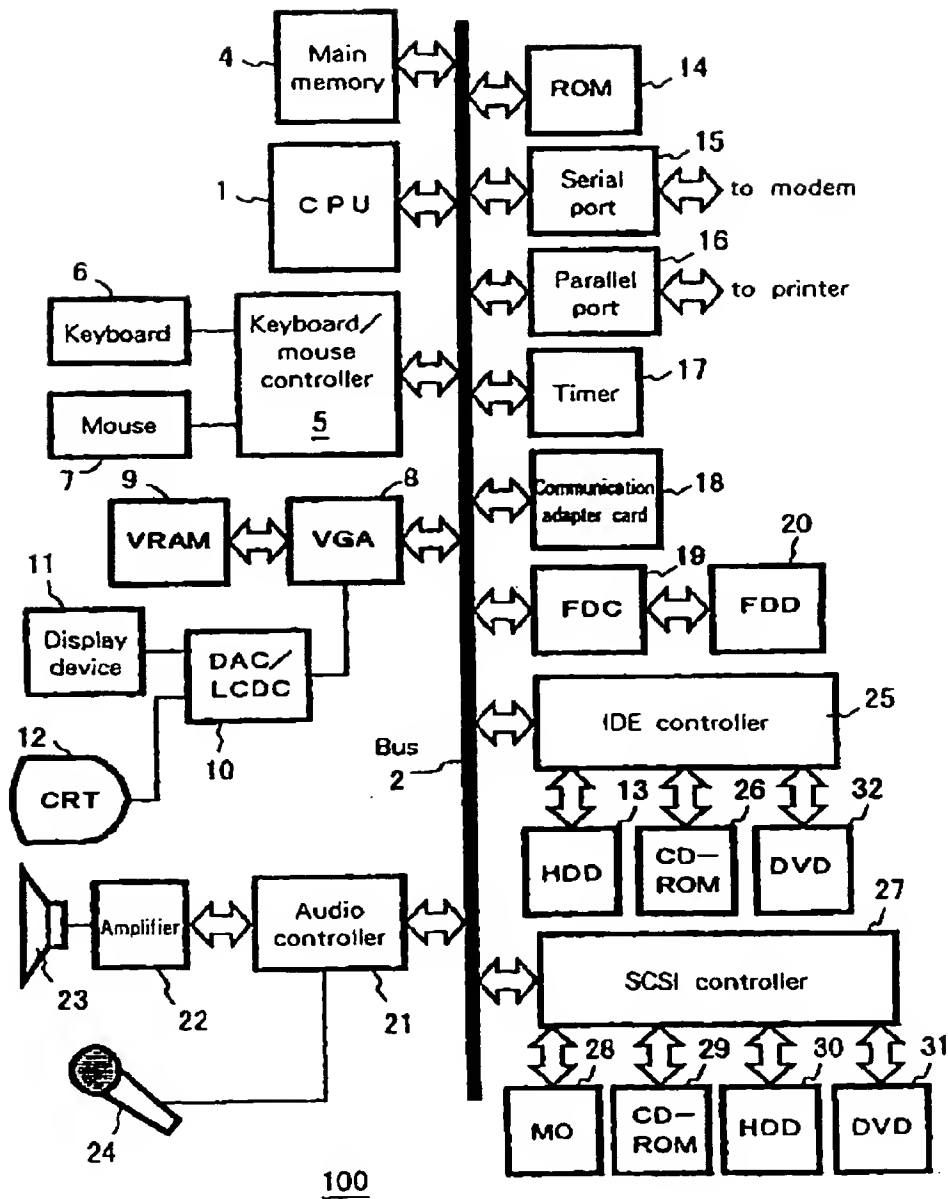 4
Main
memory
14
ROM
15
1
CPU
Serial
port
to modem
16
6
Keyboard
Keyboard/
mouse
controller
5
Parallel
port
to printer
7
Mouse
17
Timer
9
VRAM
8
VGA
18
Communication
adapter card
11
Display
device
19
FDC
20
FDD
DAC/
LCDC
10
25
IDE controller
12
CRT
Bus
2
13
HDD
26
CD-
ROM
32
DVD
23
Amplifier
22
Audio
controller
21
27
SCSI controller
24
28
MO
29
CD-
ROM
30
HDD
31
DVD
100